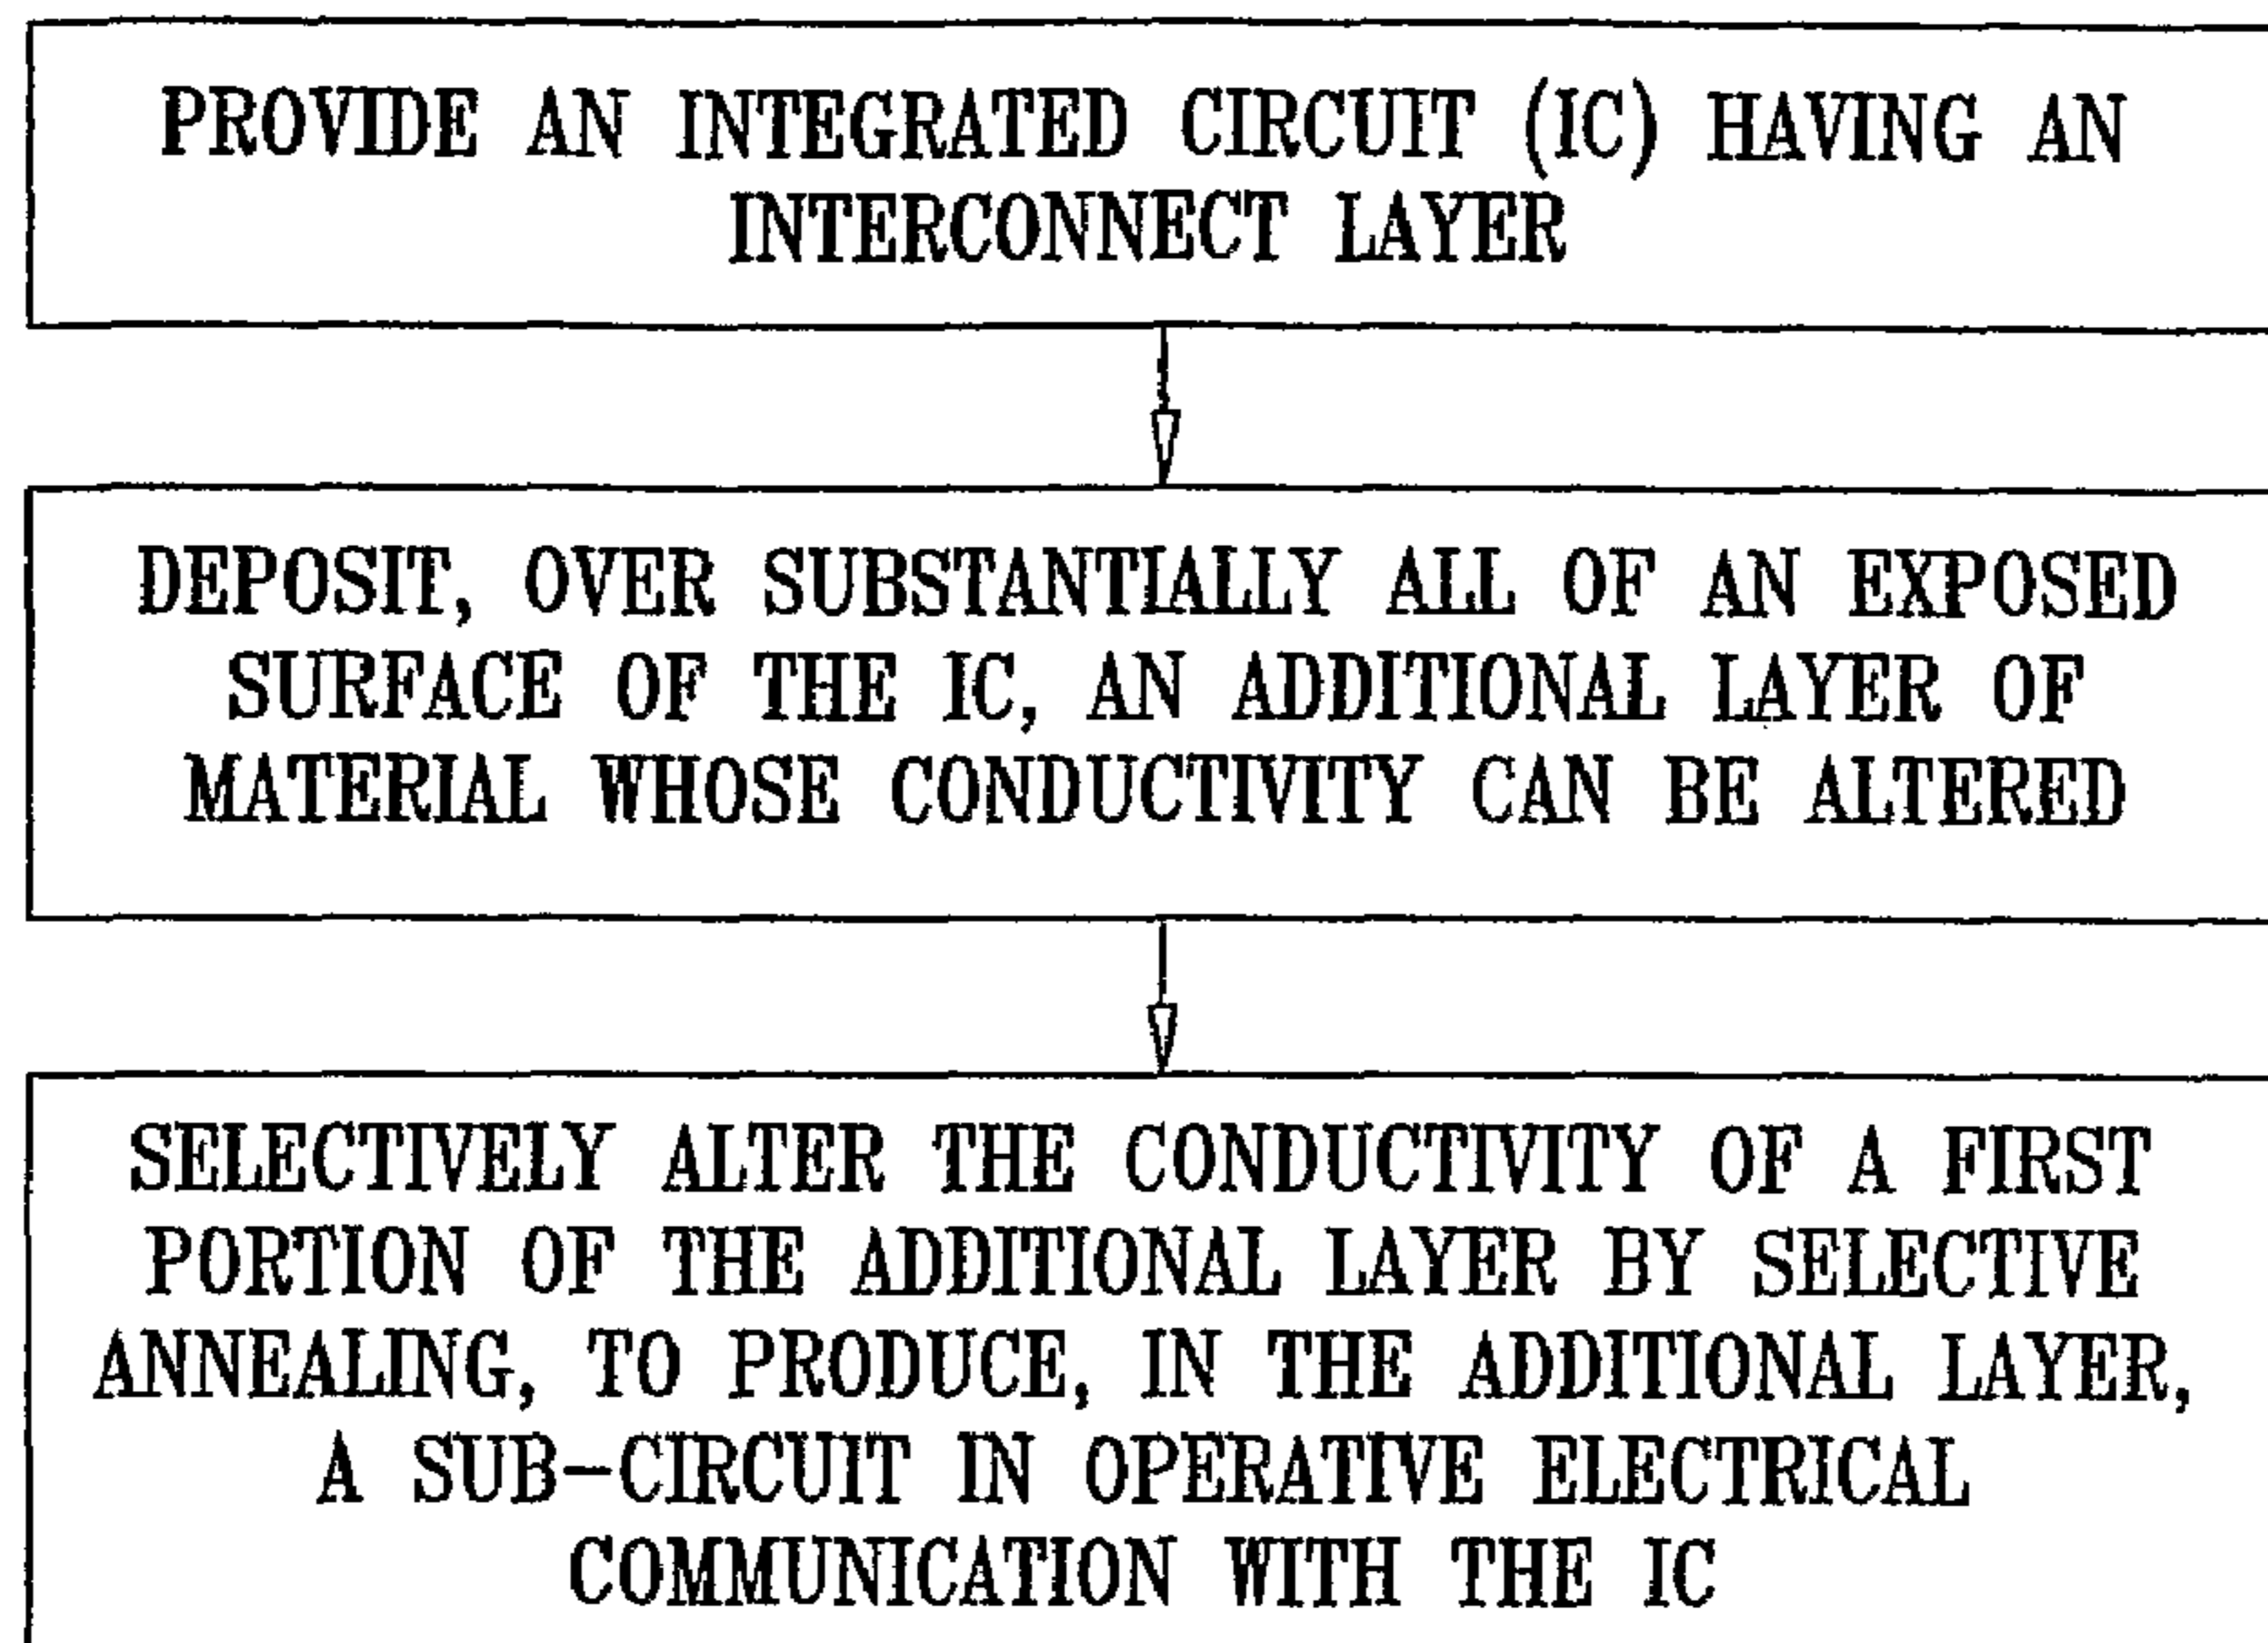 PROVIDE AN INTEGRATED CIRCUIT (IC) HAVING AN
INTERCONNECT LAYER
DEPOSIT, OVER SUBSTANTIALLY ALL OF AN EXPOSED
SURFACE OF THE IC, AN ADDITIONAL LAYER OF
MATERIAL WHOSE CONDUCTIVITY CAN BE ALTERED
SELECTIVELY ALTER THE CONDUCTIVITY OF A FIRST
PORTION OF THE ADDITIONAL LAYER BY SELECTIVE
ANNEALING, TO PRODUCE, IN THE ADDITIONAL LAYER,
A SUB-CIRCUIT IN OPERATIVE ELECTRICAL
COMMUNICATION WITH THE IC